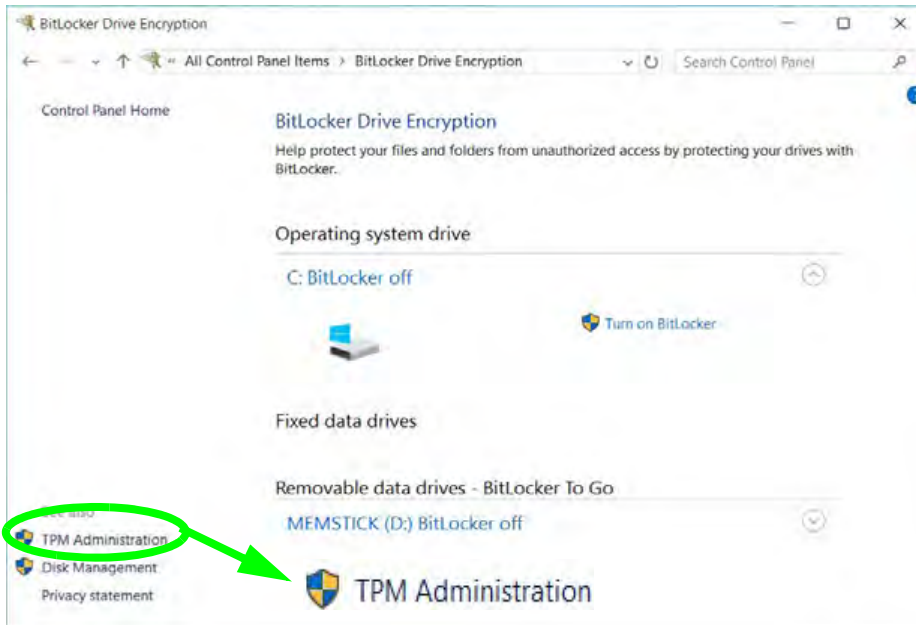 BitLocker Drive Encryption
« All Control Panel Items > BitLocker Drive Encryption
Search Control Panel
Control Panel Home
BitLocker Drive Encryption
Help protect your files and folders from unauthorized access by protecting your drives with
BitLocker.
Operating system drive
C: BitLocker off
Turn on BitLocker
Fixed data drives
Removable data drives - BitLocker To Go
MEMSTICK (D:) BitLocker off
See also
TPM Administration
Disk Management
Privacy statement
TPM Administration